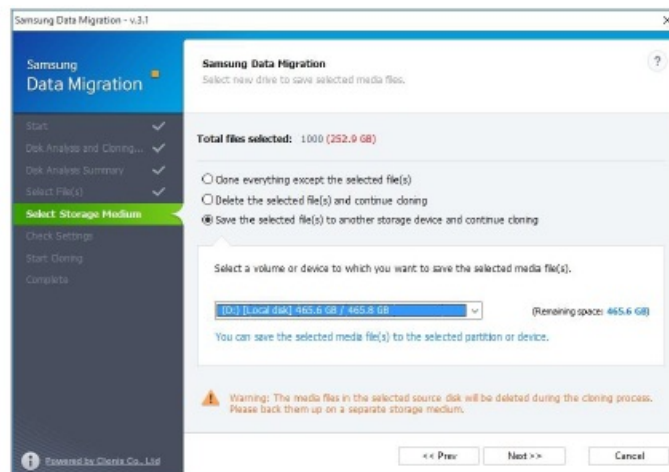 Samsung Data Migration - v.3.1
Samsung
Data Migration
Start
Disk Analysis and Cloning...
Disk Analysis Summary
Select File(s)
Select Storage Medium
Check Settings
Start Cloning
Complete
Powered by Clonix Co., Ltd
Samsung Data Migration
Select new drive to save selected media files.
?
Total files selected: 1000 (252.9 GB)
Clone everything except the selected file(s)
Delete the selected file(s) and continue cloning
Save the selected file(s) to another storage device and continue cloning
Select a volume or device to which you want to save the selected media file(s).
(D:) [Local disk] 465.6 GB / 465.8 GB
(Remaining space: 465.6 GB)
You can save the selected media file(s) to the selected partition or device.
Warning: The media files in the selected source disk will be deleted during the cloning process.
Please back them up on a separate storage medium.
<< Prev
Next >>
Cancel